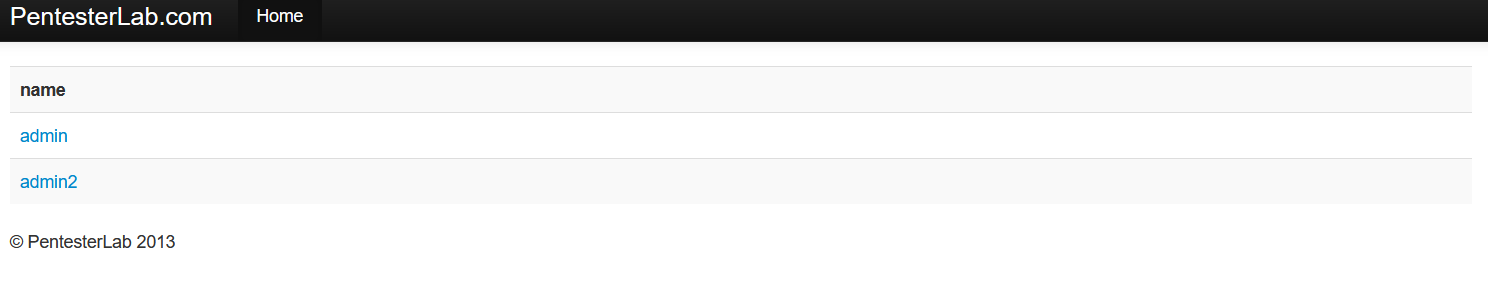 PentesterLab.com Home
name
admin
admin2
© PentesterLab 2013